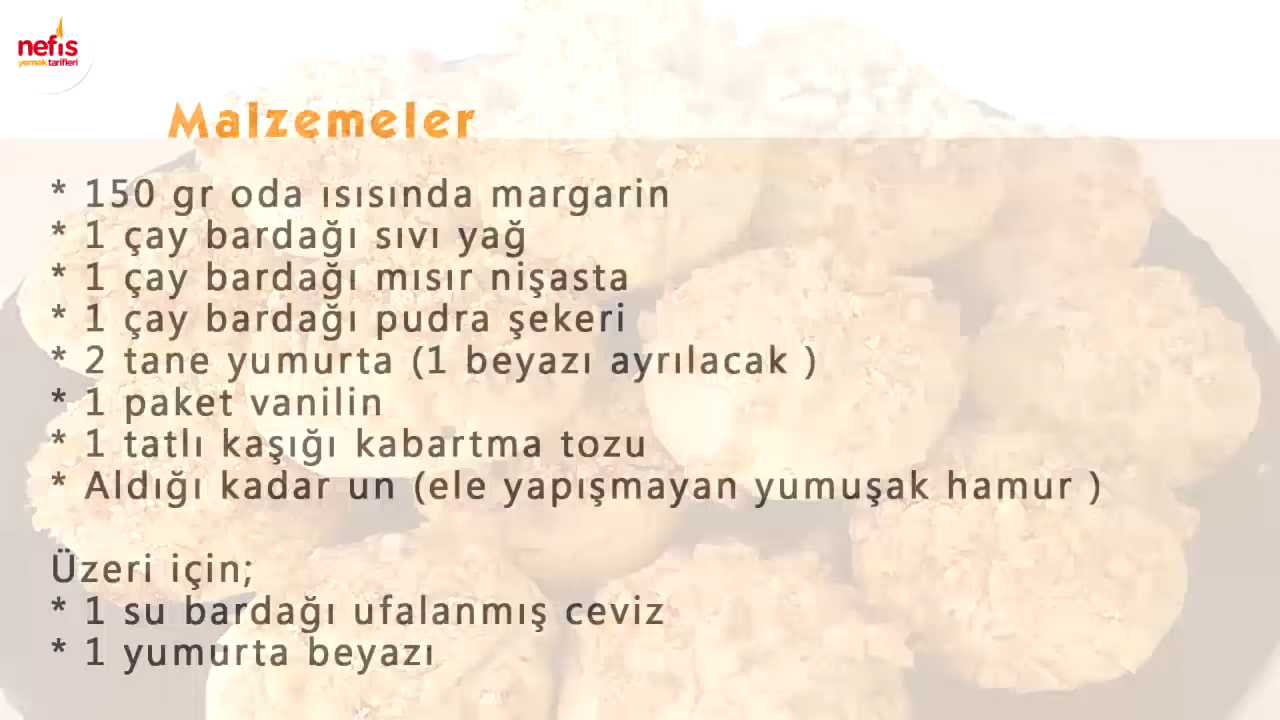 nefis
yemek tarifleri
Malzemeler
* 150 gr oda ısısında margarin
* 1 çay bardağı sıvı yağ
* 1 çay bardağı mısır nişasta
* 1 çay bardağı pudra şekeri
* 2 tane yumurta (1 beyazı ayrılacak )
* 1 paket vanilin
* 1 tatlı kaşığı kabartma tozu
* Aldığı kadar un (ele yapışmayan yumuşak hamur )
Üzeri için;
* 1 su bardağı ufalanmış ceviz
* 1 yumurta beyazı